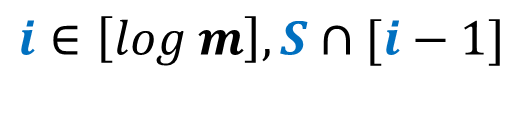 i ∈ [log m], S ∩ [i − 1]